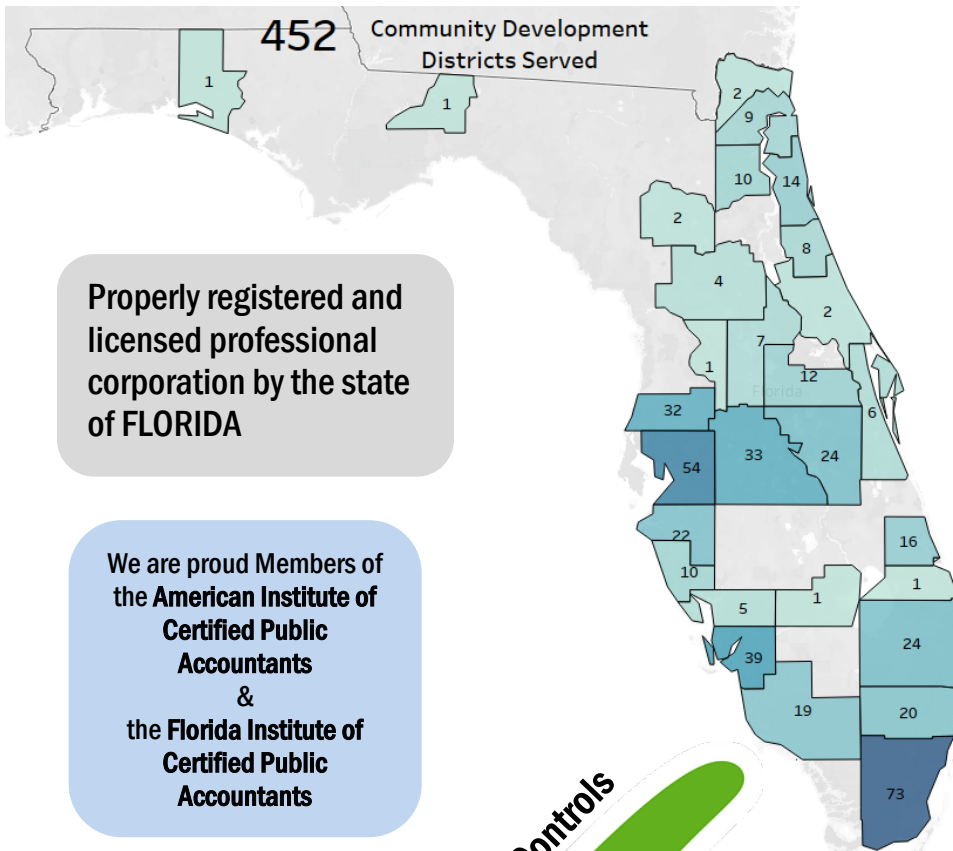 452
Community Development
Districts Served
1
1
2
9
10
14
2
8
4
2
7
1
12
Florida
32
6
54
33
24
22
16
10
1
5
1
39
24
19
20
73
Properly registered and
licensed professional
corporation by the state
of FLORIDA
We are proud Members of
the American Institute of
Certified Public
Accountants
&
the Florida Institute of
Certified Public
Accountants
Controls